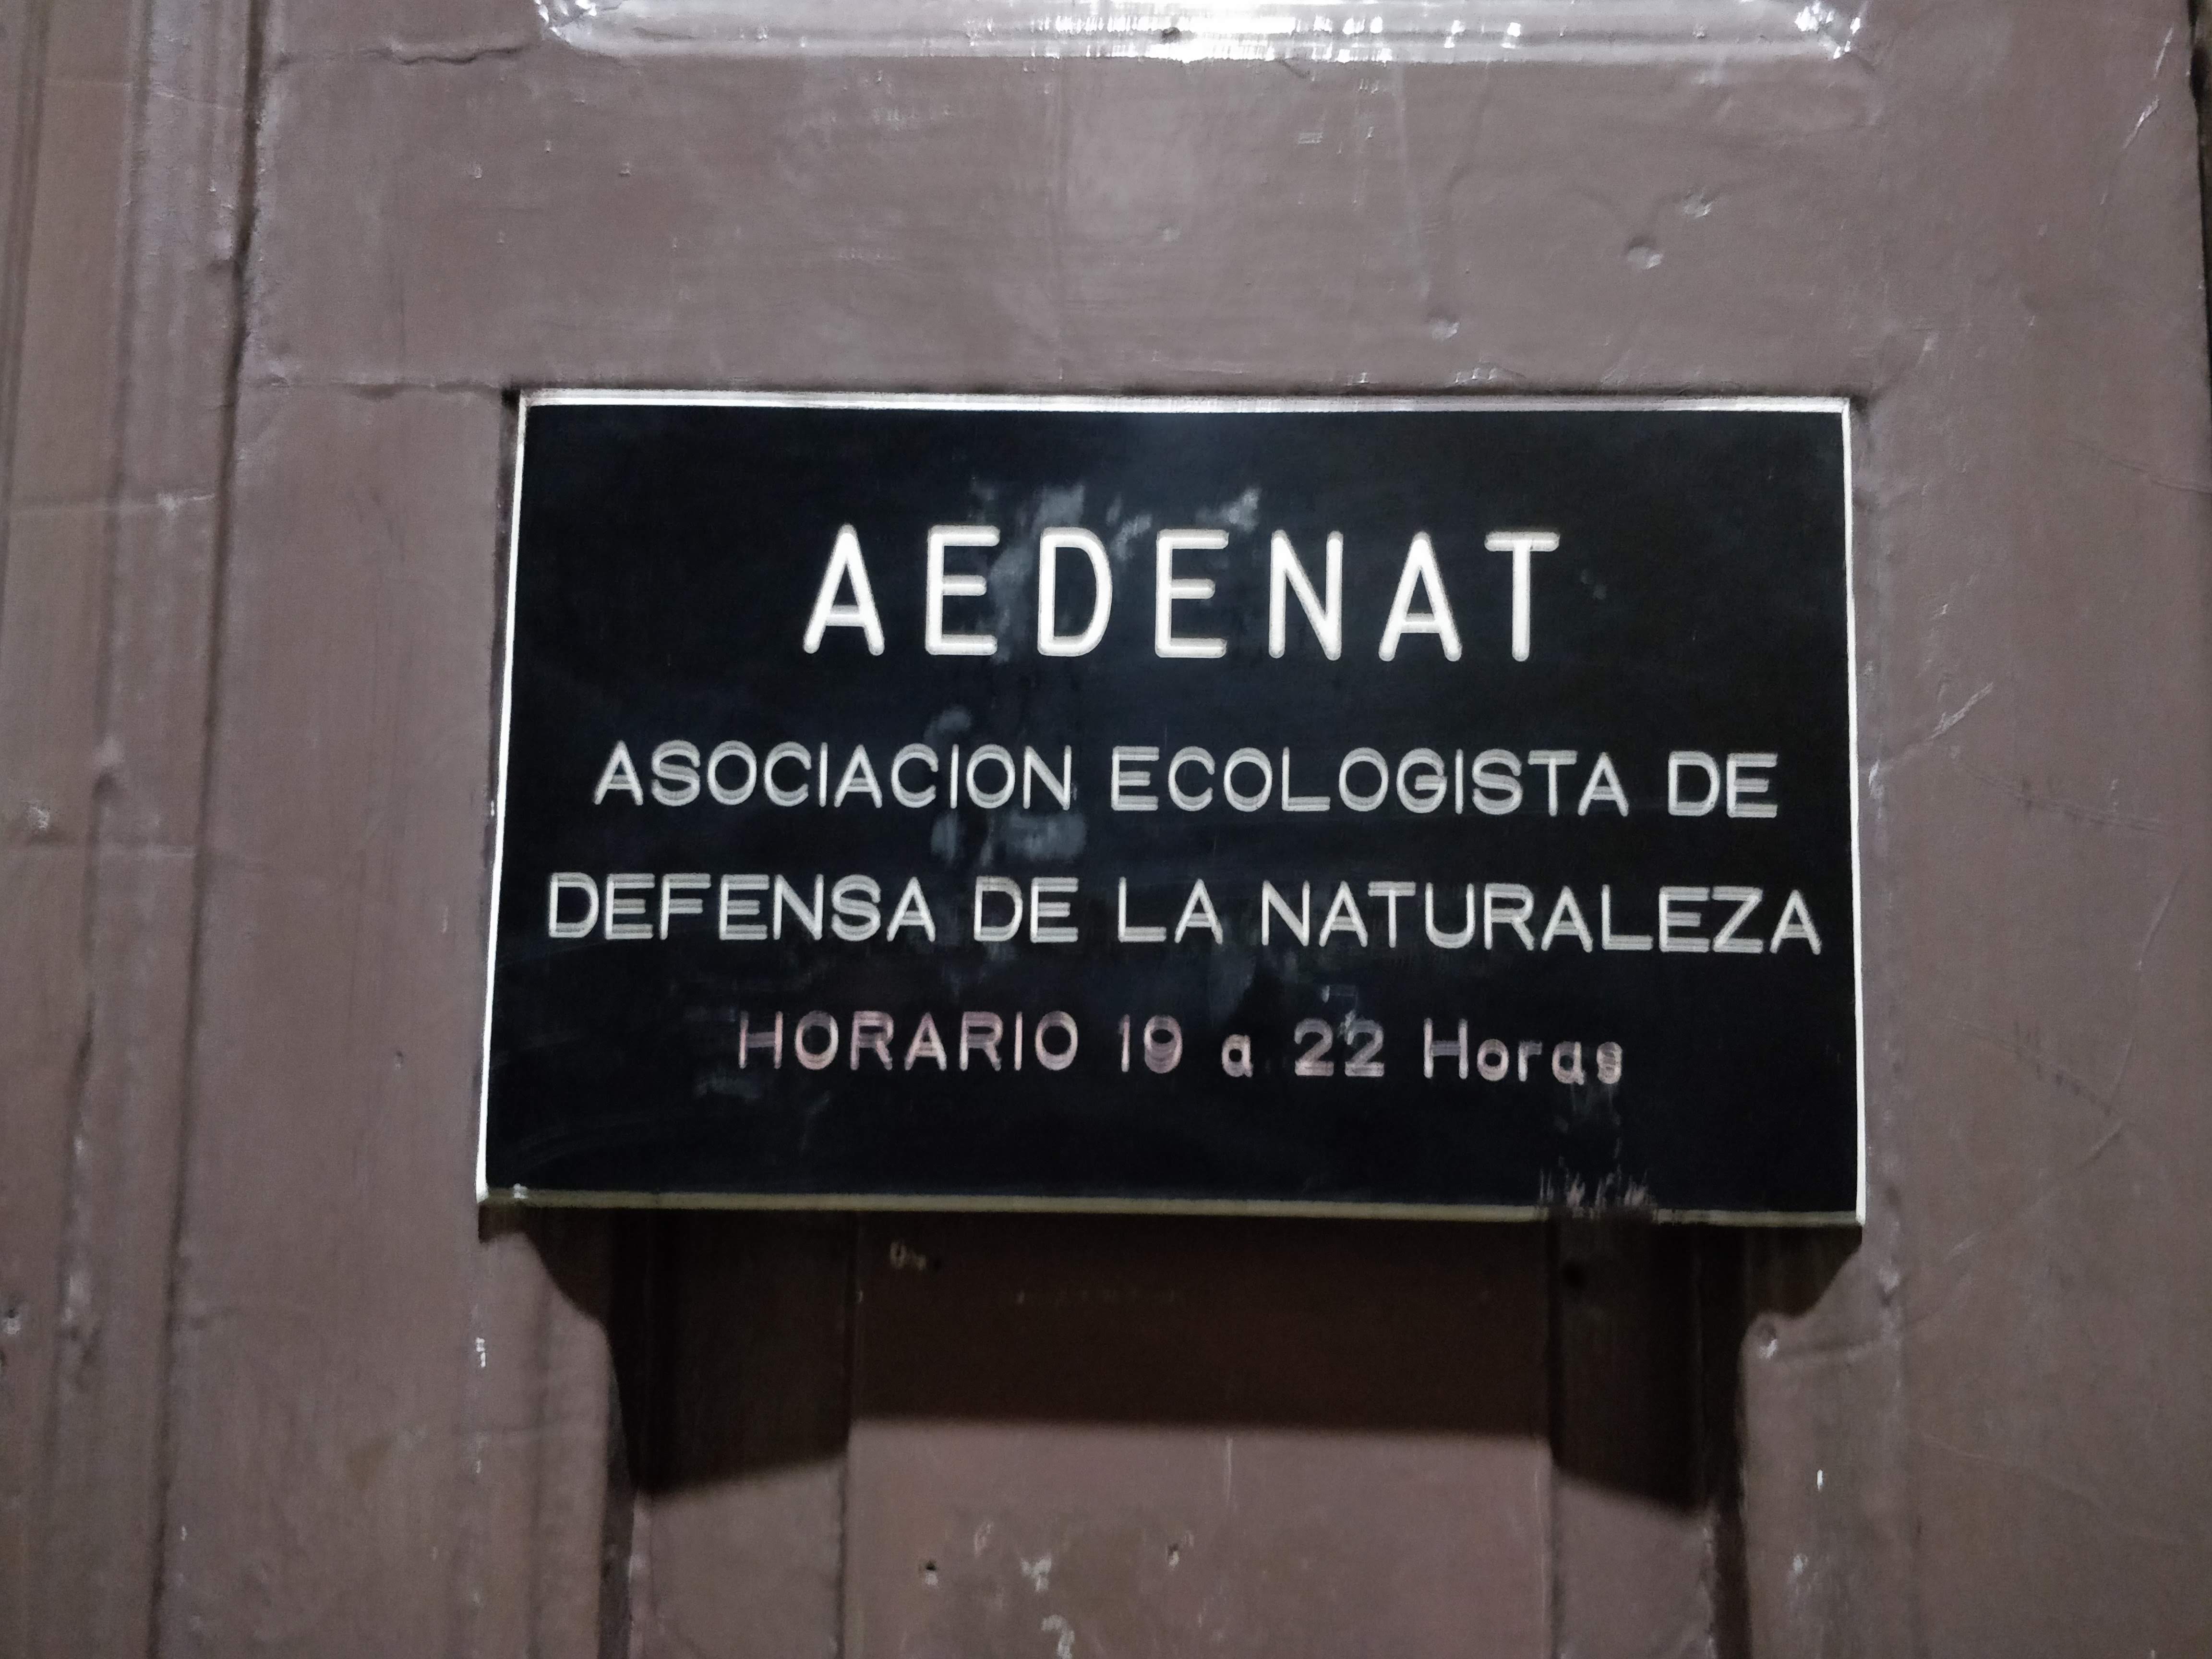 AEDENAT
ASOCIACION ECOLOGISTA DE
DEFENSA DE LA NATURALEZA
HORARIO 19 a 22 Horas